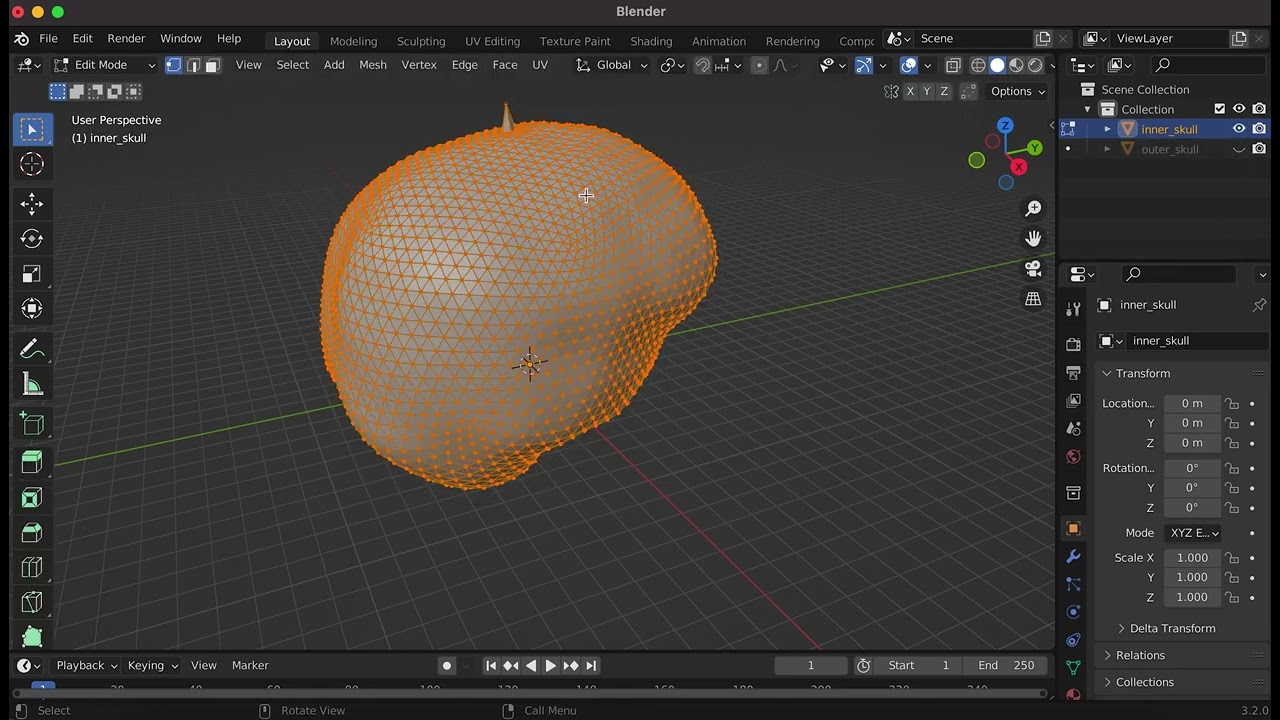 Blender
File Edit Render Window Help Layout Modeling Sculpting UV Editing Texture Paint Shading Animation Rendering Compc Scene ViewLayer
Edit Mode View Select Add Mesh Vertex Edge Face UV Global
X Y Z Options
User Perspective
(1) inner_skull
Z
Y
X
Scene Collection
Collection
inner_skull
outer_skull
inner_skull
inner_skull
Transform
Location... 0 m
Y 0 m
Z 0 m
Rotation... 0°
Y 0°
Z 0°
Mode XYZ E...
Scale X 1.000
Y 1.000
Z 1.000
Delta Transform
Relations
Collections
Playback Keying View Marker 1 Start 1 End 250
1
Select Rotate View Call Menu 3.2.0